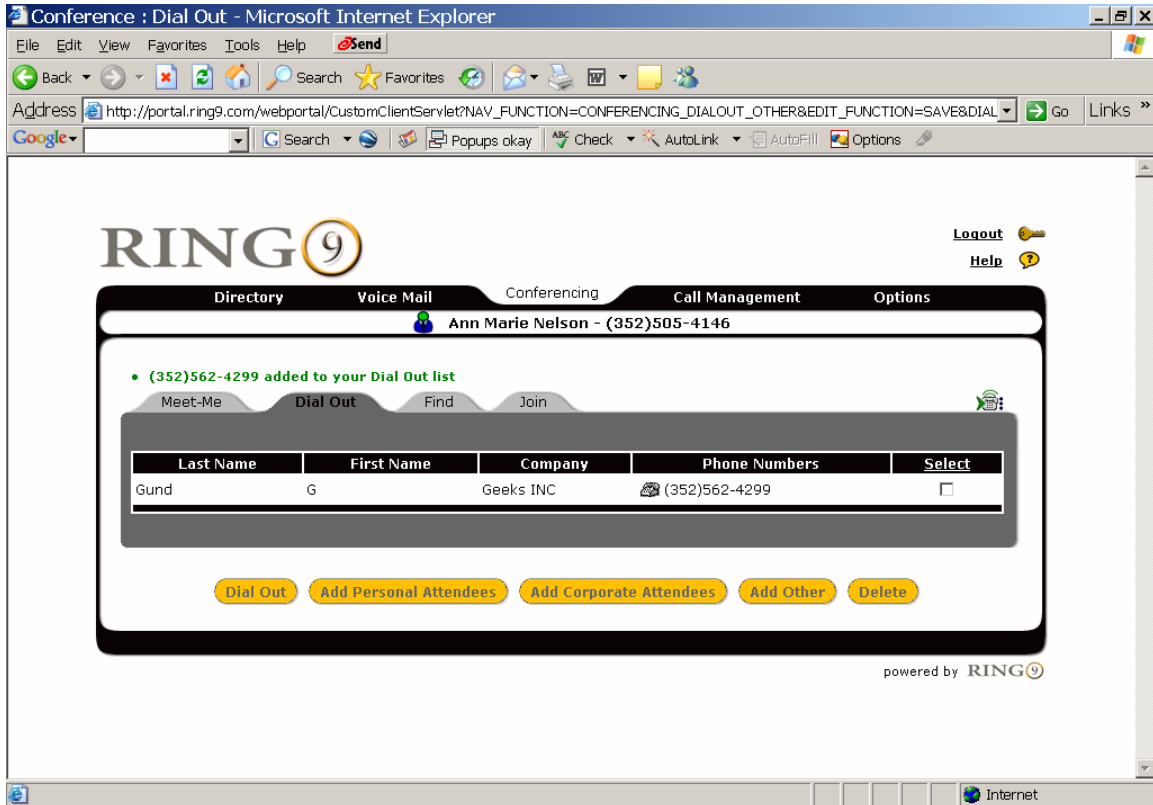 Conference : Dial Out - Microsoft Internet Explorer
File Edit View Favorites Tools Help Send
Back Search Favorites
Address http://portal.ring9.com/webportal/CustomClientServlet?NAV_FUNCTION=CONFERENCING_DIALOUT_OTHER&EDIT_FUNCTION=SAVE&DIAL Go Links »
Google Search Popups okay ABC Check AutoLink AutoFill Options
RING 9
Logout
Help
Directory Voice Mail Conferencing Call Management Options
Ann Marie Nelson - (352)505-4146
• (352)562-4299 added to your Dial Out list
Meet-Me Dial Out Find Join
Last Name First Name Company Phone Numbers Select
Gund G Geeks INC (352)562-4299
Dial Out Add Personal Attendees Add Corporate Attendees Add Other Delete
powered by RING 9
Internet